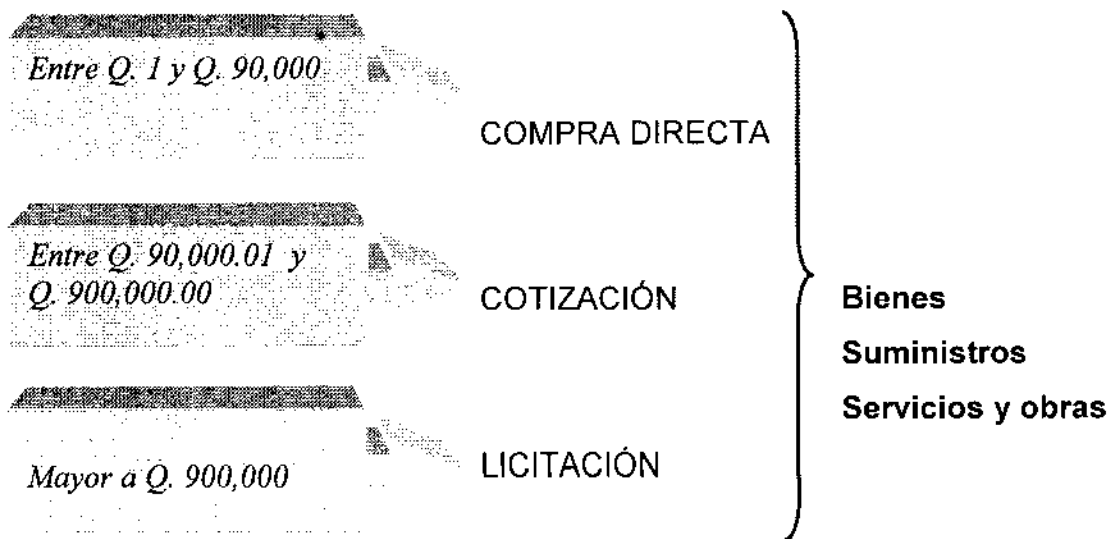 Entre Q. 1 y Q. 90,000
COMPRA DIRECTA
Entre Q. 90,000.01 y
Q. 900,000.00
COTIZACIÓN
Mayor a Q. 900,000
LICITACIÓN
Bienes
Suministros
Servicios y obras